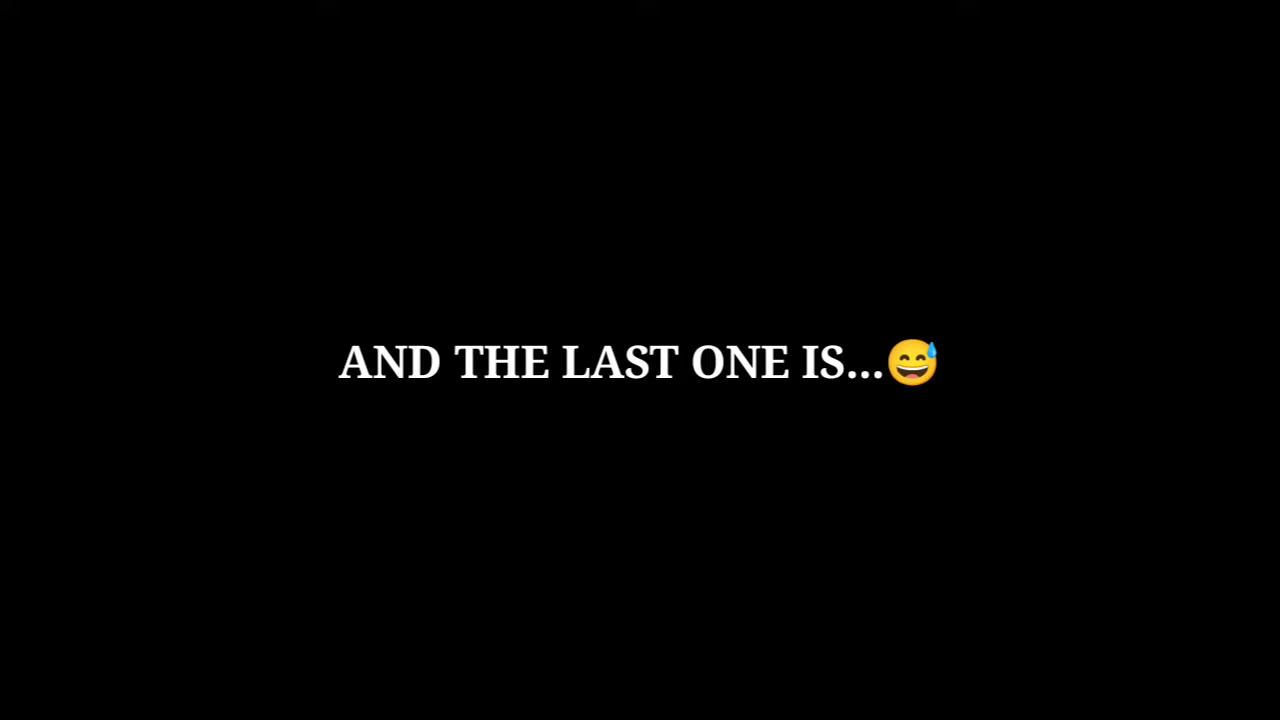 AND THE LAST ONE IS...😅